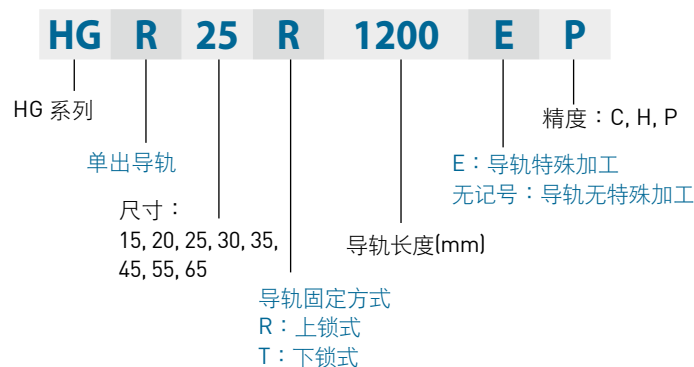 HG R 25 R 1200 E P
HG 系列
精度：C, H, P
单出导轨
E：导轨特殊加工
无记号：导轨无特殊加工
尺寸：
15, 20, 25, 30, 35,
45, 55, 65
导轨长度(mm)
导轨固定方式
R：上锁式
T：下锁式